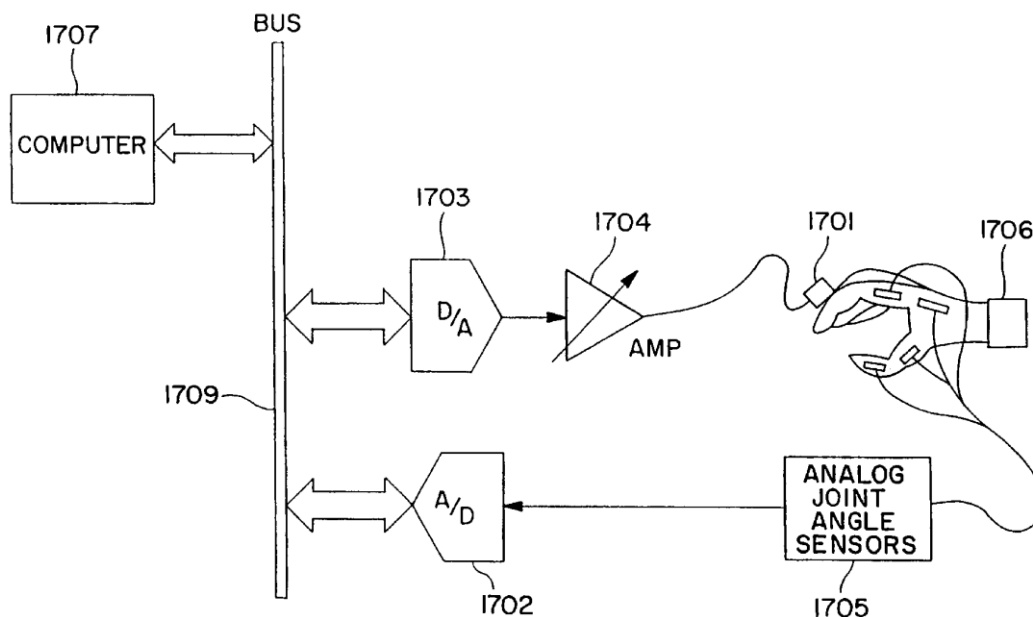 BUS
1707
COMPUTER
1703
D/A
1704
AMP
1701
1706
1709
A/D
1702
ANALOG
JOINT
ANGLE
SENSORS
1705